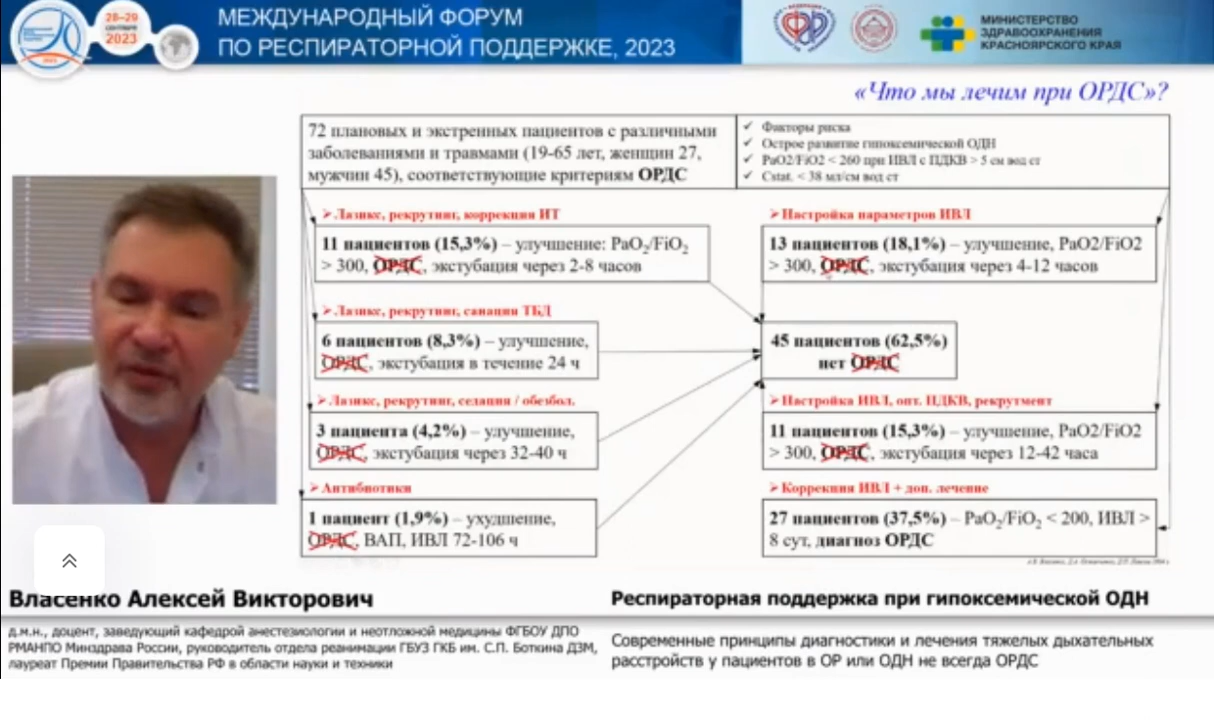 28–29
СЕНТЯБРЯ
2023
МЕЖДУНАРОДНЫЙ ФОРУМ
ПО РЕСПИРАТОРНОЙ ПОДДЕРЖКЕ, 2023
МИНИСТЕРСТВО
ЗДРАВООХРАНЕНИЯ
КРАСНОЯРСКОГО КРАЯ
«Что мы лечим при ОРДС»?
72 плановых и экстренных пациентов с различными
заболеваниями и травмами (19-65 лет, женщин 27,
мужчин 45), соответствующие критериям ОРДС
✓ Факторы риска
✓ Острое развитие гипоксемической ОДН
✓ PaO2/FiO2 < 260 при ИВЛ с ПДКВ > 5 см вод ст
✓ Cstat. < 38 мл/см вод ст
➢ Лазикс, рекрутинг, коррекция ИТ
11 пациентов (15,3%) – улучшение: PaO₂/FiO₂
> 300, ОРДС, экстубация через 2-8 часов
➢ Лазикс, рекрутинг, санации ТБД
6 пациентов (8,3%) – улучшение,
ОРДС, экстубация в течение 24 ч
➢ Лазикс, рекрутинг, седация / обезбол.
3 пациента (4,2%) – улучшение,
ОРДС, экстубация через 32-40 ч
➢ Антибиотики
1 пациент (1,9%) – ухудшение,
ОРДС, ВАП, ИВЛ 72-106 ч
➢ Настройка параметров ИВЛ
13 пациентов (18,1%) – улучшение, PaO2/FiO2
> 300, ОРДС, экстубация через 4-12 часов
45 пациентов (62,5%)
нет ОРДС
➢ Настройка ИВЛ, опт. ПДКВ, рекрутмент
11 пациентов (15,3%) – улучшение, PaO2/FiO2
> 300, ОРДС, экстубация через 12-42 часа
➢ Коррекция ИВЛ + доп. лечение
27 пациентов (37,5%) – PaO₂/FiO₂ < 200, ИВЛ >
8 сут, диагноз ОРДС
Власенко Алексей Викторович
д.м.н., доцент, заведующий кафедрой анестезиологии и неотложной медицины ФГБОУ ДПО
РМАНПО Минздрава России, руководитель отдела реанимации ГБУЗ ГКБ им. С.П. Боткина ДЗМ,
лауреат Премии Правительства РФ в области науки и техники
Респираторная поддержка при гипоксемической ОДН
Современные принципы диагностики и лечения тяжелых дыхательных
расстройств у пациентов в ОР или ОДН не всегда ОРДС